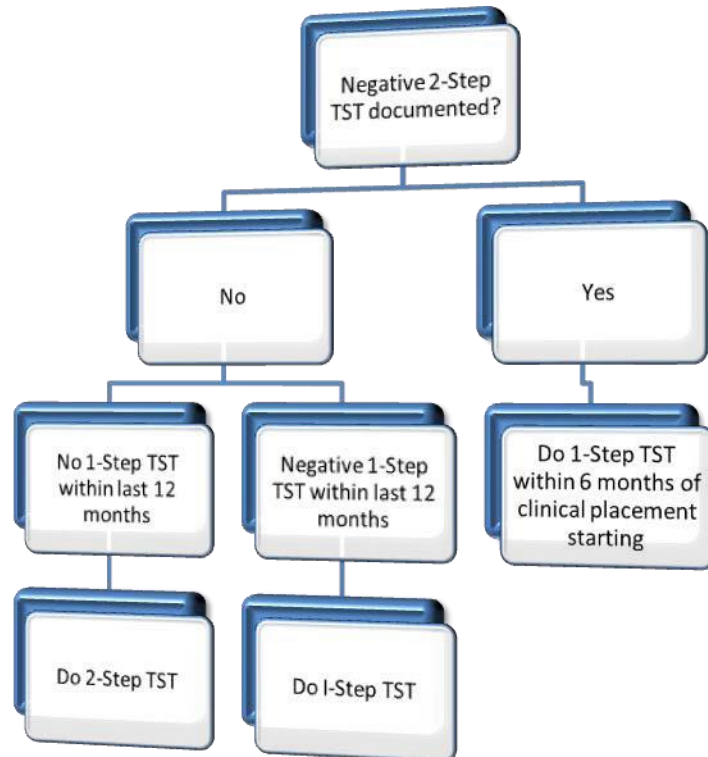 Negative 2-Step
TST documented?
No
Yes
No 1-Step TST
within last 12
months
Negative 1-Step
TST within last 12
months
Do 1-Step TST
within 6 months of
clinical placement
starting
Do 2-Step TST
Do I-Step TST